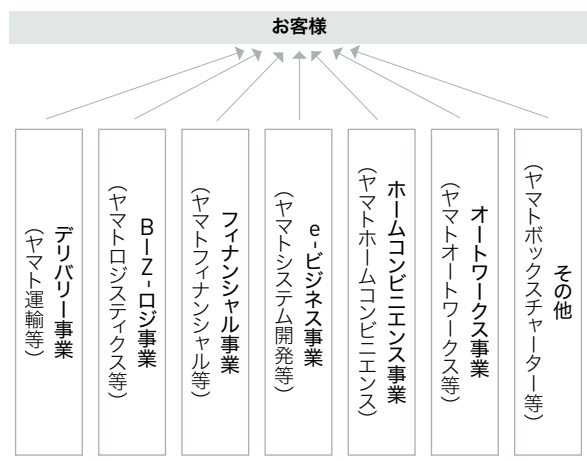 お客様
デリバリー事業
（ヤマト運輸等）
BIZ-ロジ事業
（ヤマトロジスティクス等）
フィナンシャル事業
（ヤマトフィナンシャル等）
e-ビジネス事業
（ヤマトシステム開発等）
ホームコンビニエンス事業
（ヤマトホームコンビニエンス）
オートワークス事業
（ヤマトオートワークス等）
その他
（ヤマトボックスチャーター等）